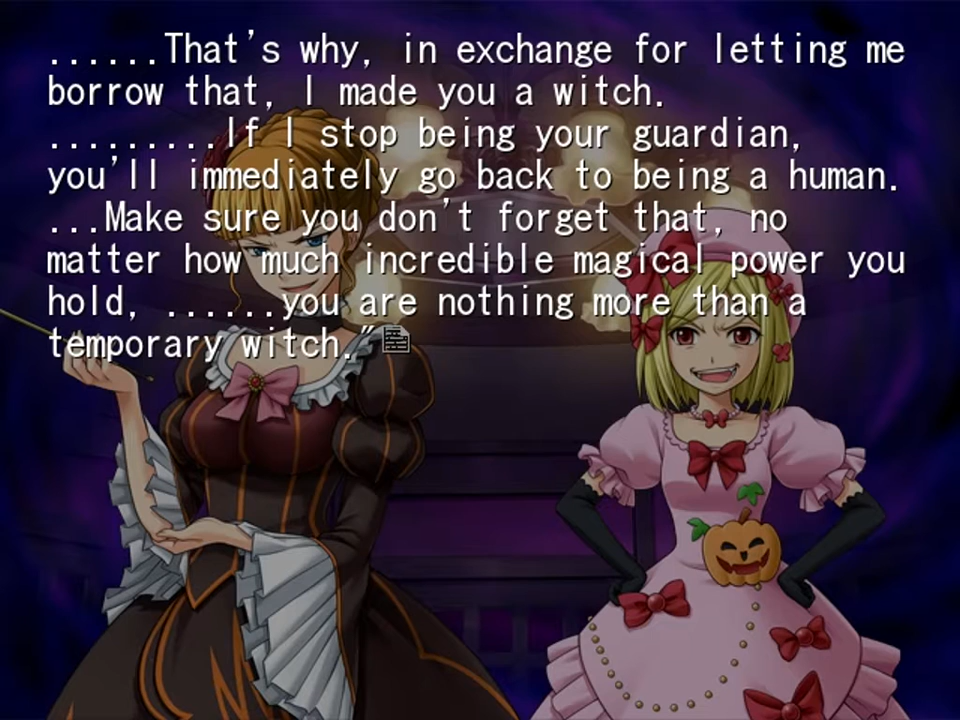 ......That's why, in exchange for letting me
borrow that, I made you a witch.
.........If I stop being your guardian,
you'll immediately go back to being a human.
...Make sure you don't forget that, no
matter how much incredible magical power you
hold, ......you are nothing more than a
temporary witch."